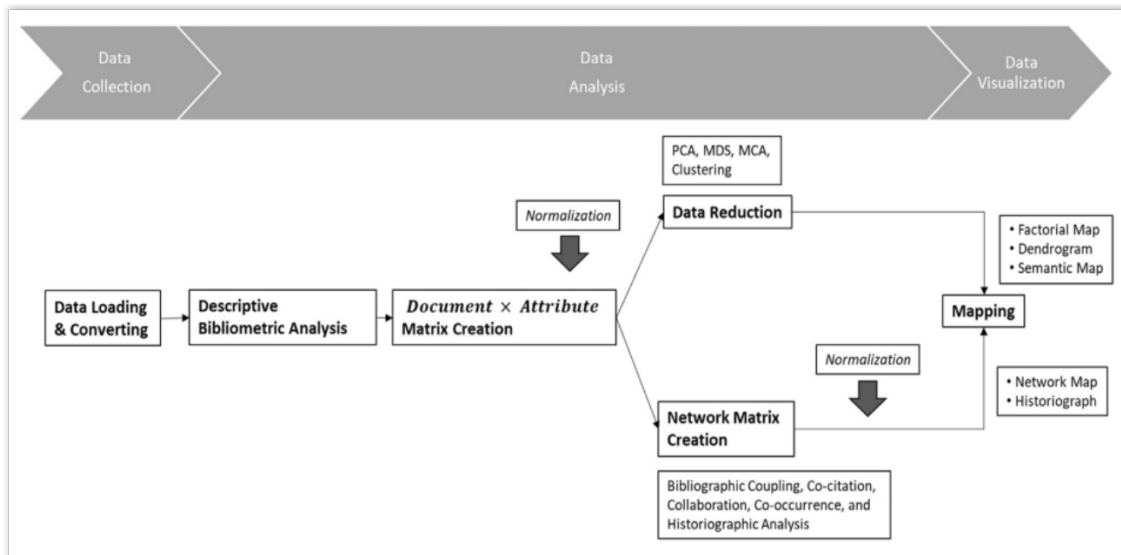 Data
Collection
Data
Analysis
Data
Visualization
PCA, MDS, MCA,
Clustering
Normalization
Data Reduction
• Factorial Map
• Dendrogram
• Semantic Map
Data Loading
& Converting
Descriptive
Bibliometric Analysis
Document × Attribute
Matrix Creation
Mapping
Normalization
• Network Map
• Historiograph
Network Matrix
Creation
Bibliographic Coupling, Co-citation,
Collaboration, Co-occurrence, and
Historiographic Analysis